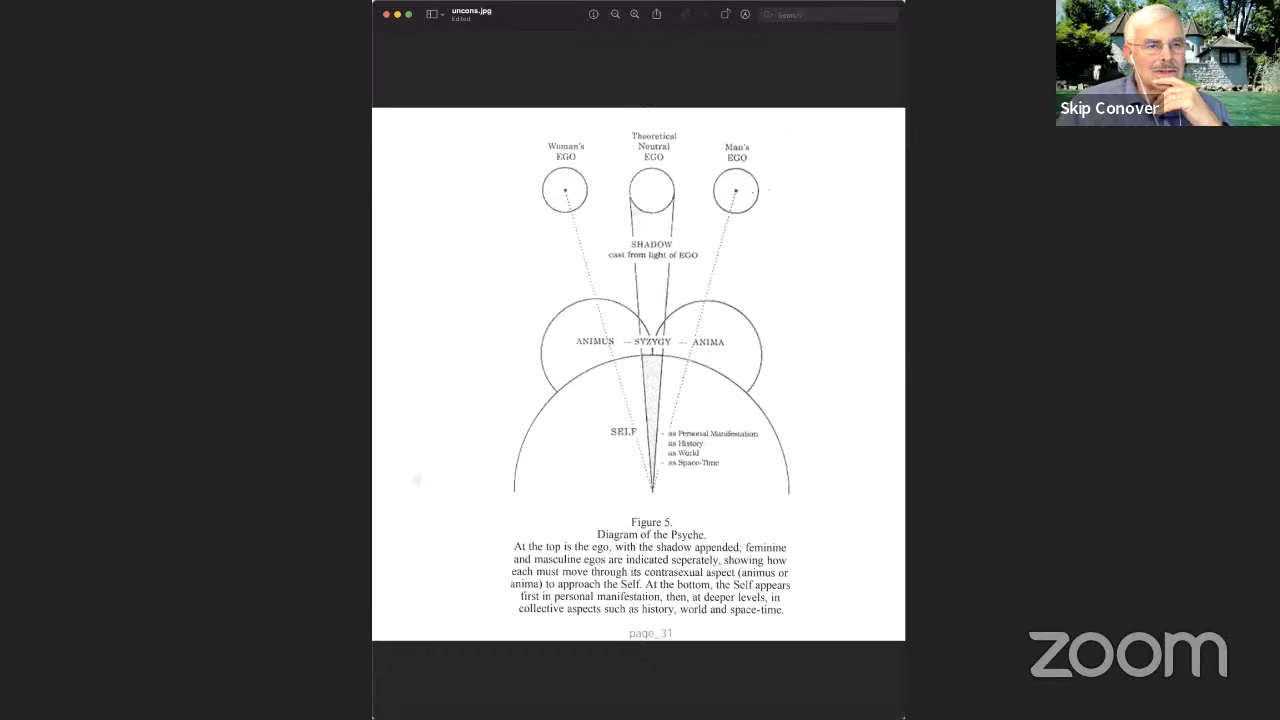 uncons.jpg
Edited
Search
Skip Conover
Woman's
EGO
Theoretical
Neutral
EGO
Man's
EGO
SHADOW
cast from light of EGO
ANIMUS – SYZYGY – ANIMA
SELF
- as Personal Manifestation
as History
as World
- as Space-Time
Figure 5.
Diagram of the Psyche.
At the top is the ego, with the shadow appended; feminine
and masculine egos are indicated seperately, showing how
each must move through its contrasexual aspect (animus or
anima) to approach the Self. At the bottom, the Self appears
first in personal manifestation, then, at deeper levels, in
collective aspects such as history, world and space-time.
page_31
zoom